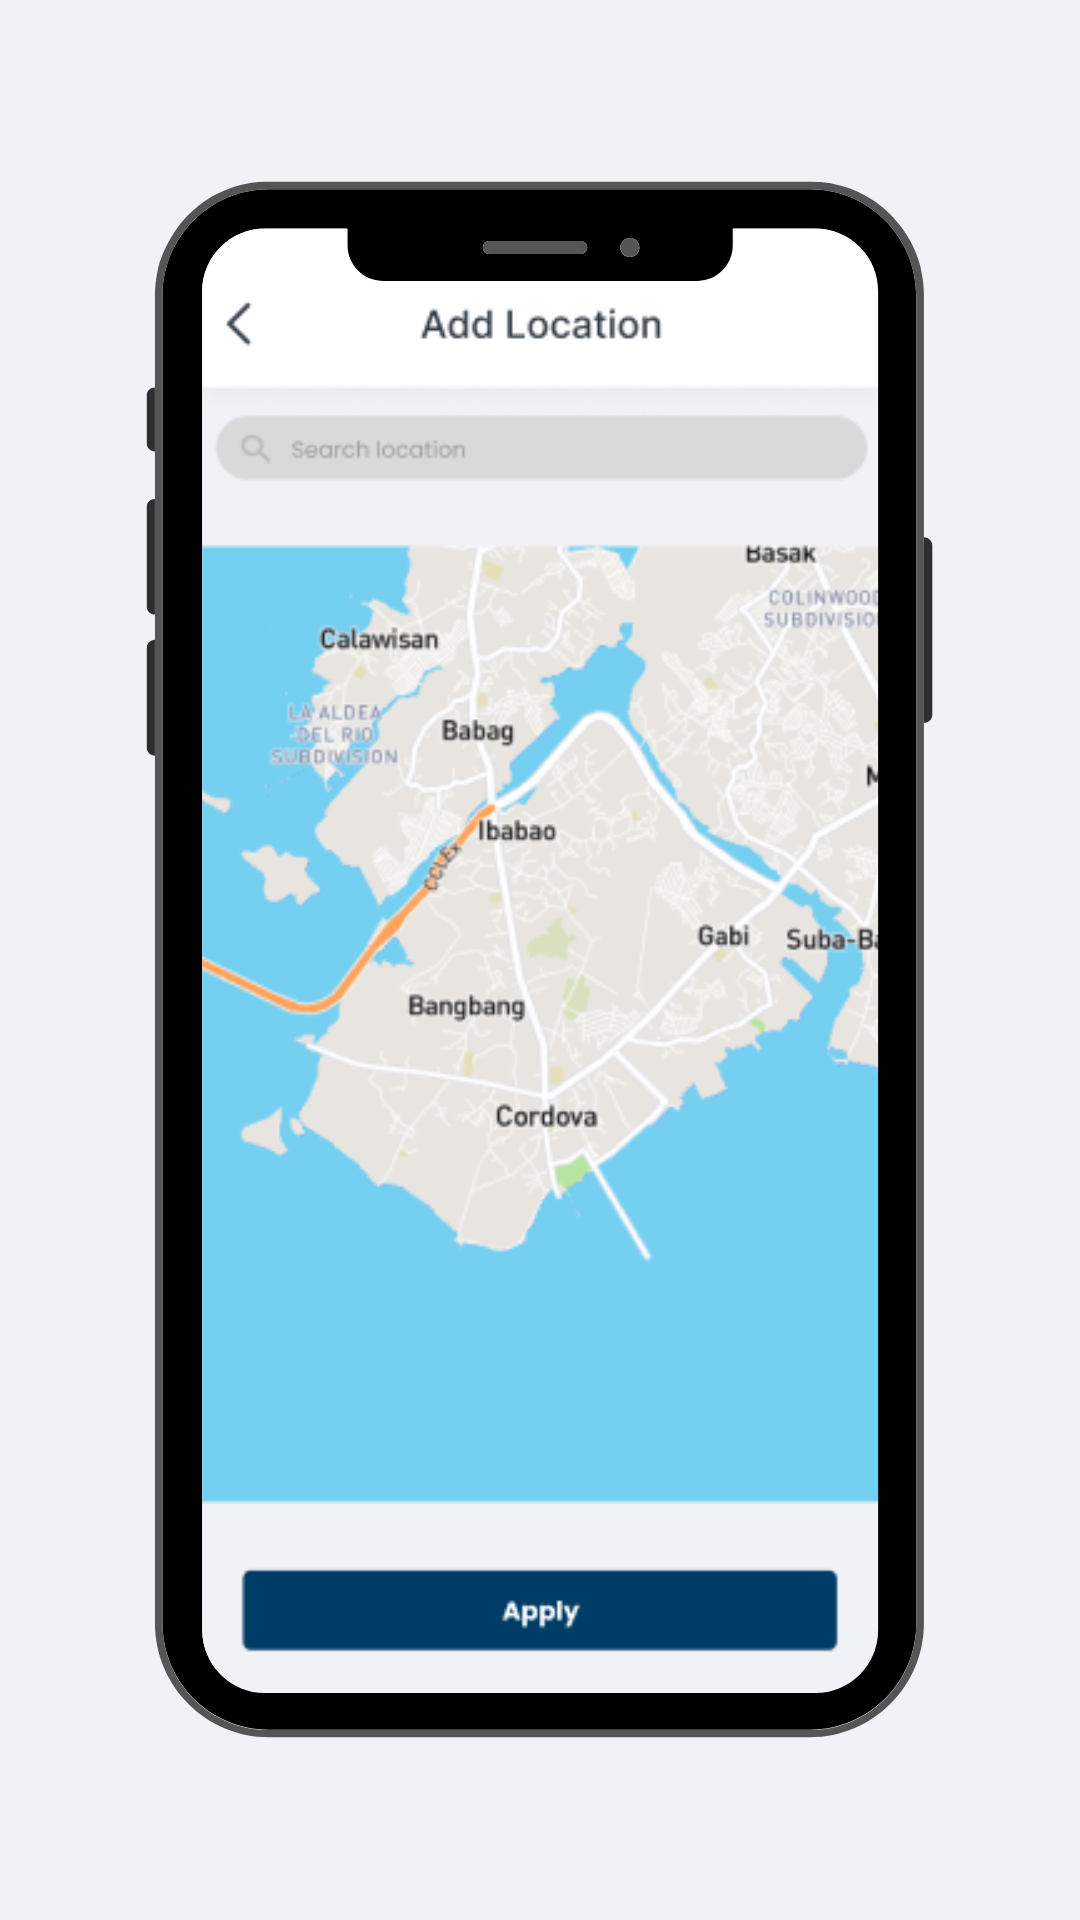 Add Location
Search location
Basak
COLINWOOD
SUBDIVISIO
Calawisan
LA ALDEA
DEL RIO
SUBDIVISION
Babag
M
Ibabao
CCLEx
Gabi
Suba-Ba
Bangbang
Cordova
Apply